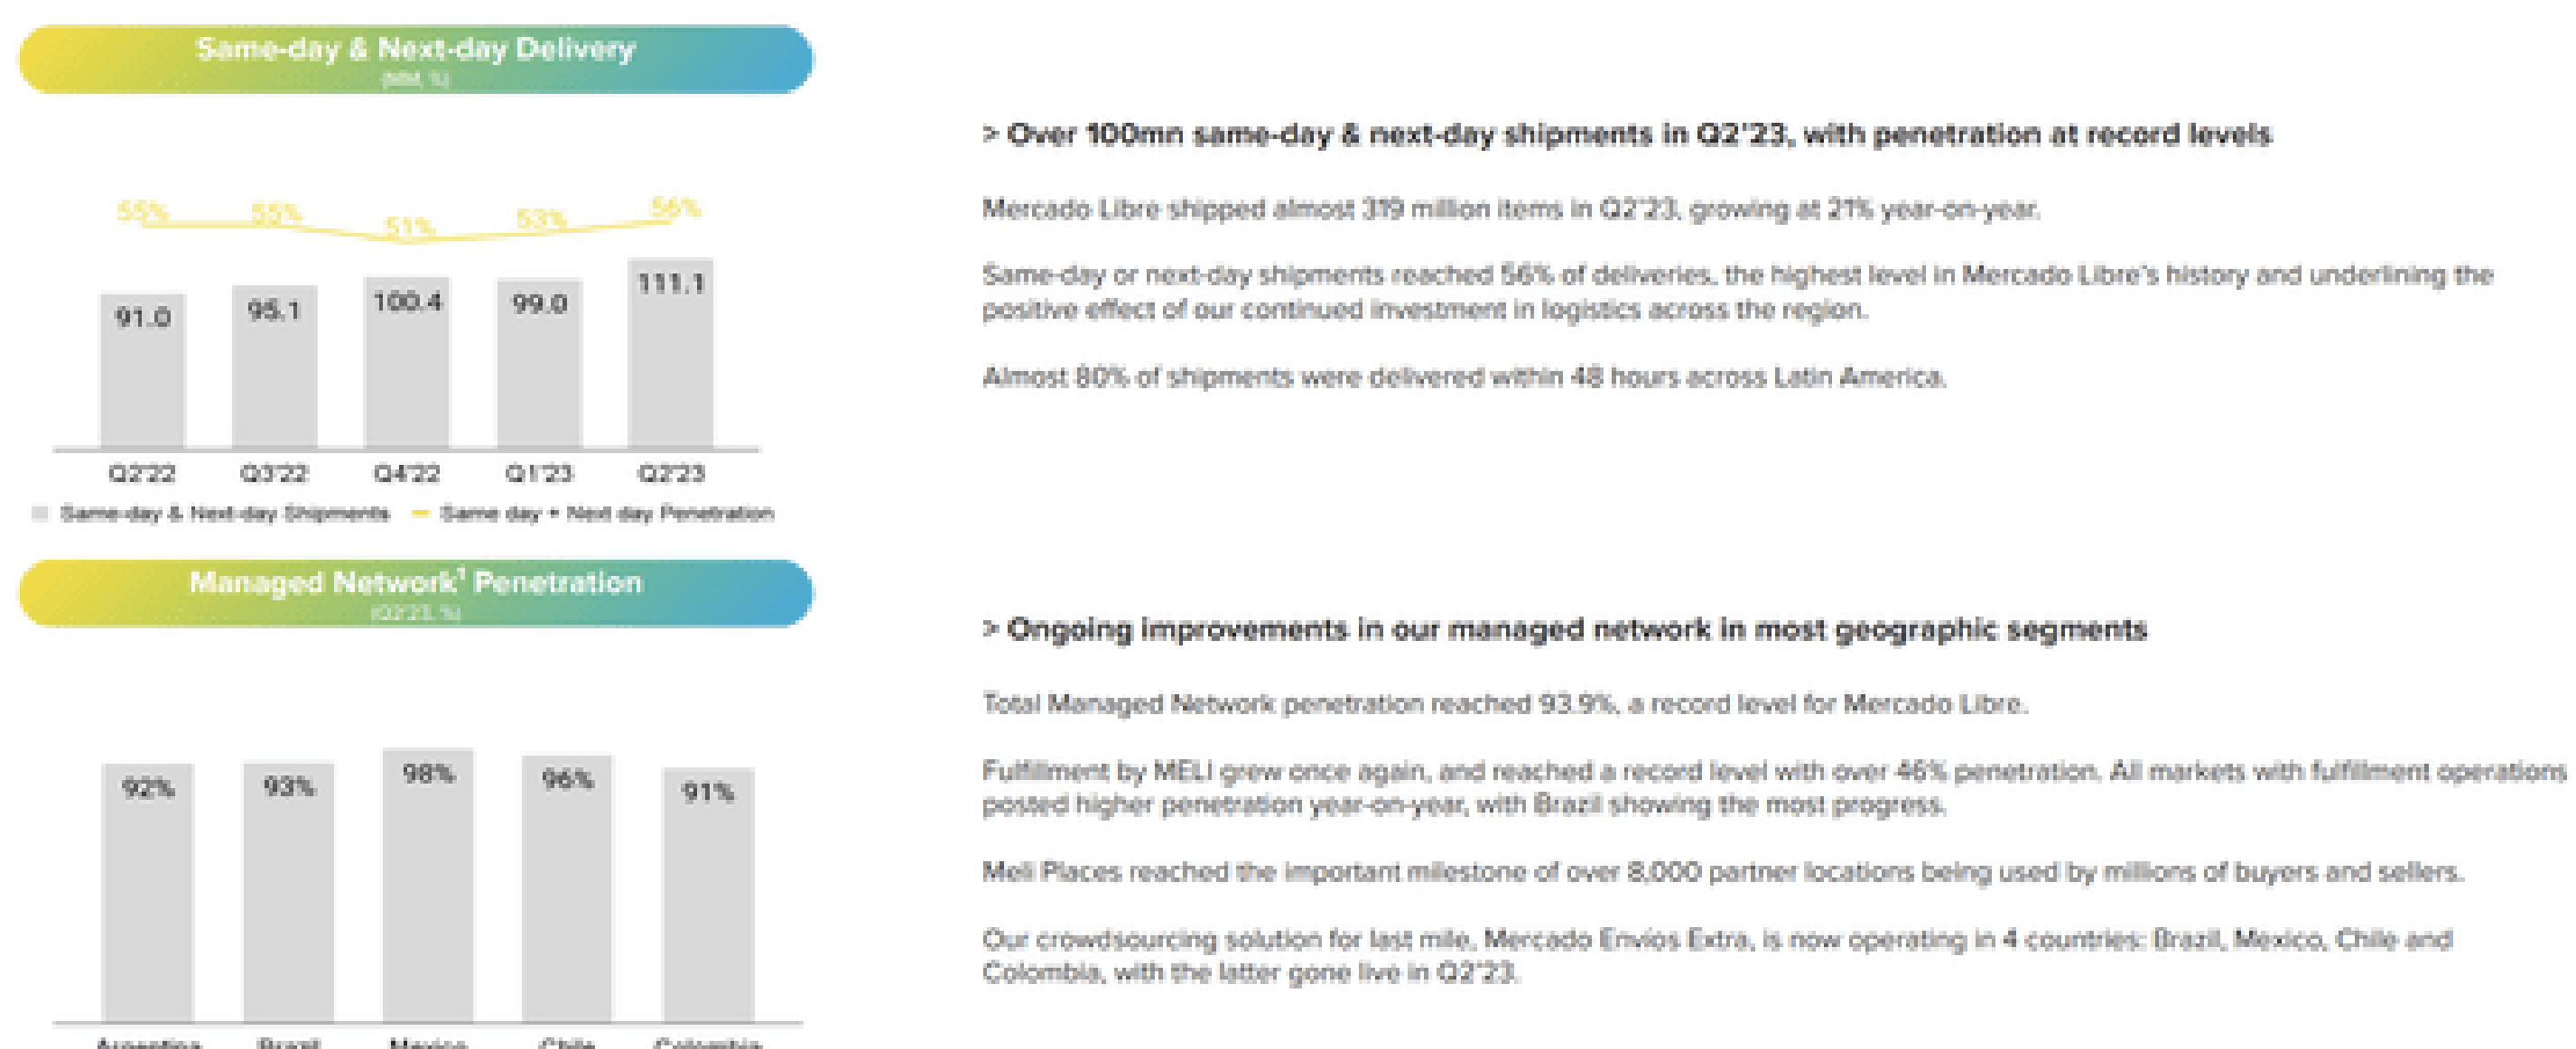 Same-day & Next-day Delivery
(MM, %)
55% 55% 51% 53% 56%
91.0 95.1 100.4 99.0 111.1
Q2'22 Q3'22 Q4'22 Q1'23 Q2'23
Same-day & Next-day Shipments Same day + Next day Penetration
> Over 100mn same-day & next-day shipments in Q2'23, with penetration at record levels
Mercado Libre shipped almost 319 million items in Q2'23, growing at 21% year-on-year.
Same-day or next-day shipments reached 56% of deliveries, the highest level in Mercado Libre's history and underlining the
positive effect of our continued investment in logistics across the region.
Almost 80% of shipments were delivered within 48 hours across Latin America.
Managed Network¹ Penetration
(Q2'23, %)
92% 93% 98% 96% 91%
Argentina Brazil Mexico Chile Colombia
> Ongoing improvements in our managed network in most geographic segments
Total Managed Network penetration reached 93.9%, a record level for Mercado Libre.
Fulfillment by MELI grew once again, and reached a record level with over 46% penetration. All markets with fulfillment operations
posted higher penetration year-on-year, with Brazil showing the most progress.
Meli Places reached the important milestone of over 8,000 partner locations being used by millions of buyers and sellers.
Our crowdsourcing solution for last mile, Mercado Envios Extra, is now operating in 4 countries: Brazil, Mexico, Chile and
Colombia, with the latter gone live in Q2'23.